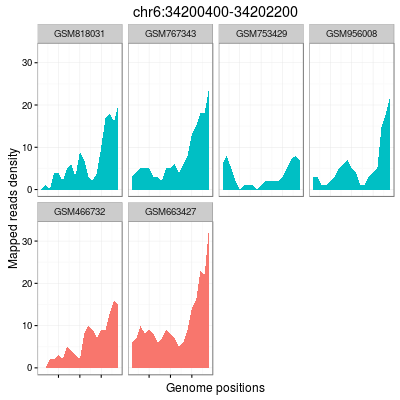 chr6:34200400-34202200
GSM818031 GSM767343 GSM753429 GSM956008
30
20
10
0
GSM466732 GSM663427
30
20
10
0
Mapped reads density
Genome positions